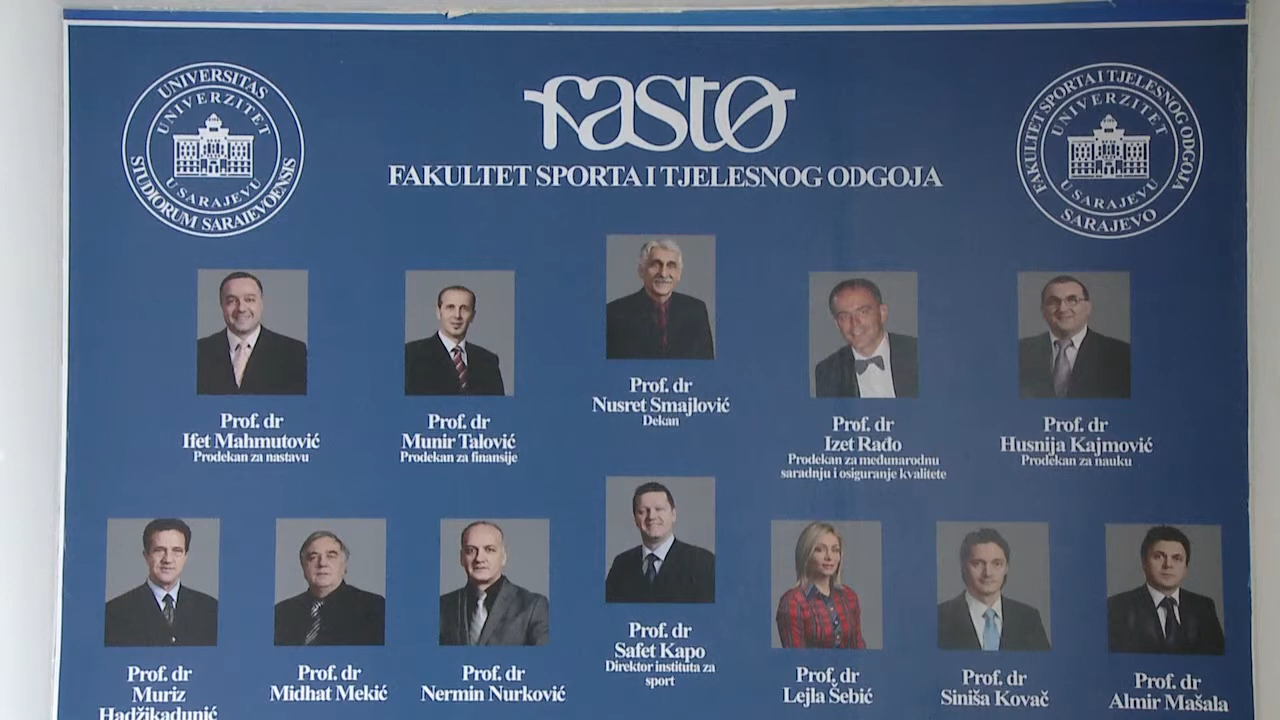 UNIVERSITAS
STUDIORUM SARAIEVOENSIS
UNIVERZITET
U SARAJEVU
fasto
FAKULTET SPORTA I TJELESNOG ODGOJA
FAKULTET SPORTA I TJELESNOG ODGOJA
SARAJEVO
UNIVERZITET
U SARAJEVU
Prof. dr
Ifet Mahmutović
Prodekan za nastavu
Prof. dr
Munir Talović
Prodekan za finansije
Prof. dr
Nusret Smajlović
Dekan
Prof. dr
Izet Rađo
Prodekan za međunarodnu
saradnju i osiguranje kvalitete
Prof. dr
Husnija Kajmović
Prodekan za nauku
Prof. dr
Muriz
Hadžikadunić
Prof. dr
Midhat Mekić
Prof. dr
Nermin Nurković
Prof. dr
Safet Kapo
Direktor instituta za
sport
Prof. dr
Lejla Šebić
Prof. dr
Siniša Kovač
Prof. dr
Almir Mašala